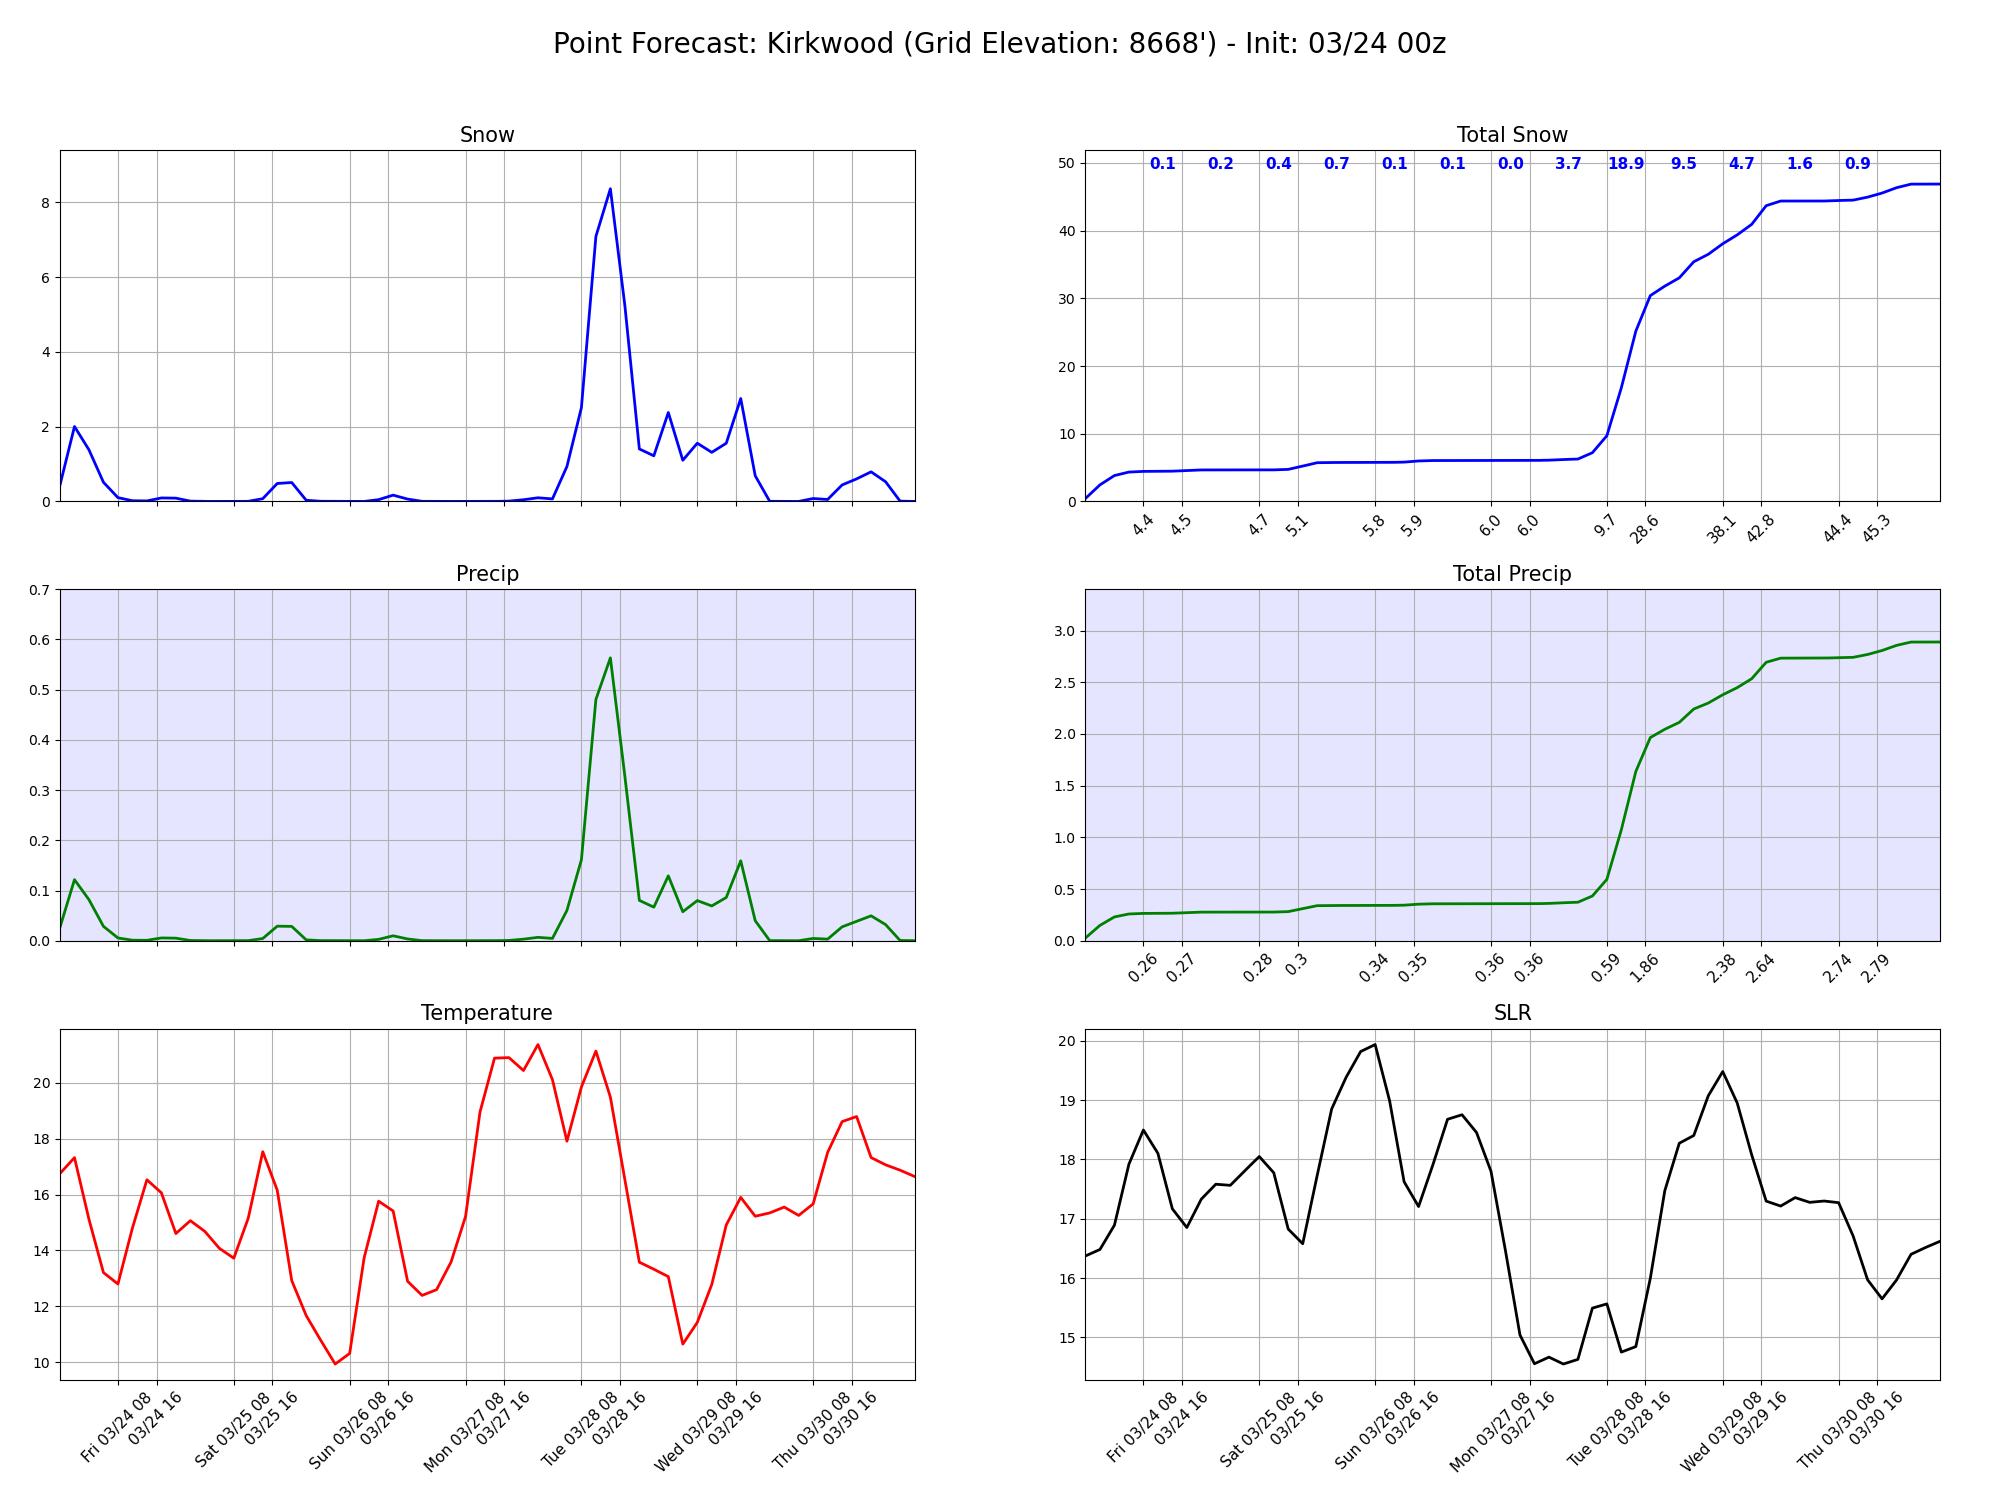 Point Forecast: Kirkwood (Grid Elevation: 8668') - Init: 03/24 00z
Snow
8
6
4
2
0
Total Snow
50
40
30
20
10
0
0.1 0.2 0.4 0.7 0.1 0.1 0.0 3.7 18.9 9.5 4.7 1.6 0.9
4.4 4.5 4.7 5.1 5.8 5.9 6.0 6.0 9.7 28.6 38.1 42.8 44.4 45.3
Precip
0.7
0.6
0.5
0.4
0.3
0.2
0.1
0.0
Total Precip
3.0
2.5
2.0
1.5
1.0
0.5
0.0
0.26 0.27 0.28 0.3 0.34 0.35 0.36 0.36 0.59 1.86 2.38 2.64 2.74 2.79
Temperature
20
18
16
14
12
10
Fri 03/24 08
03/24 16
Sat 03/25 08
03/25 16
Sun 03/26 08
03/26 16
Mon 03/27 08
03/27 16
Tue 03/28 08
03/28 16
Wed 03/29 08
03/29 16
Thu 03/30 08
03/30 16
SLR
20
19
18
17
16
15
Fri 03/24 08
03/24 16
Sat 03/25 08
03/25 16
Sun 03/26 08
03/26 16
Mon 03/27 08
03/27 16
Tue 03/28 08
03/28 16
Wed 03/29 08
03/29 16
Thu 03/30 08
03/30 16